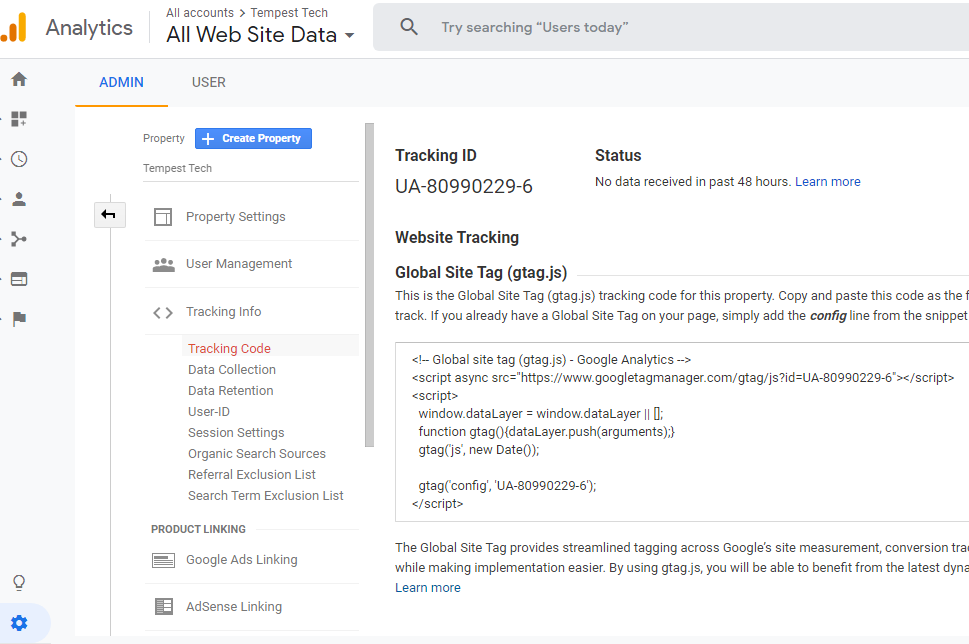 Analytics
All accounts > Tempest Tech
All Web Site Data
Try searching “Users today”
ADMIN
USER
Property
Create Property
Tempest Tech
Property Settings
User Management
Tracking Info
Tracking Code
Data Collection
Data Retention
User-ID
Session Settings
Organic Search Sources
Referral Exclusion List
Search Term Exclusion List
PRODUCT LINKING
Google Ads Linking
AdSense Linking
Tracking ID
UA-80990229-6
Status
No data received in past 48 hours. Learn more
Website Tracking
Global Site Tag (gtag.js)
This is the Global Site Tag (gtag.js) tracking code for this property. Copy and paste this code as the
track. If you already have a Global Site Tag on your page, simply add the config line from the snippet
<!-- Global site tag (gtag.js) - Google Analytics -->
<script async src="https://www.googletagmanager.com/gtag/js?id=UA-80990229-6"></script>
<script>
window.dataLayer = window.dataLayer || [];
function gtag(){dataLayer.push(arguments);}
gtag('js', new Date());
gtag('config', 'UA-80990229-6');
</script>
The Global Site Tag provides streamlined tagging across Google’s site measurement, conversion
while making implementation easier. By using gtag.js, you will be able to benefit from the latest
Learn more